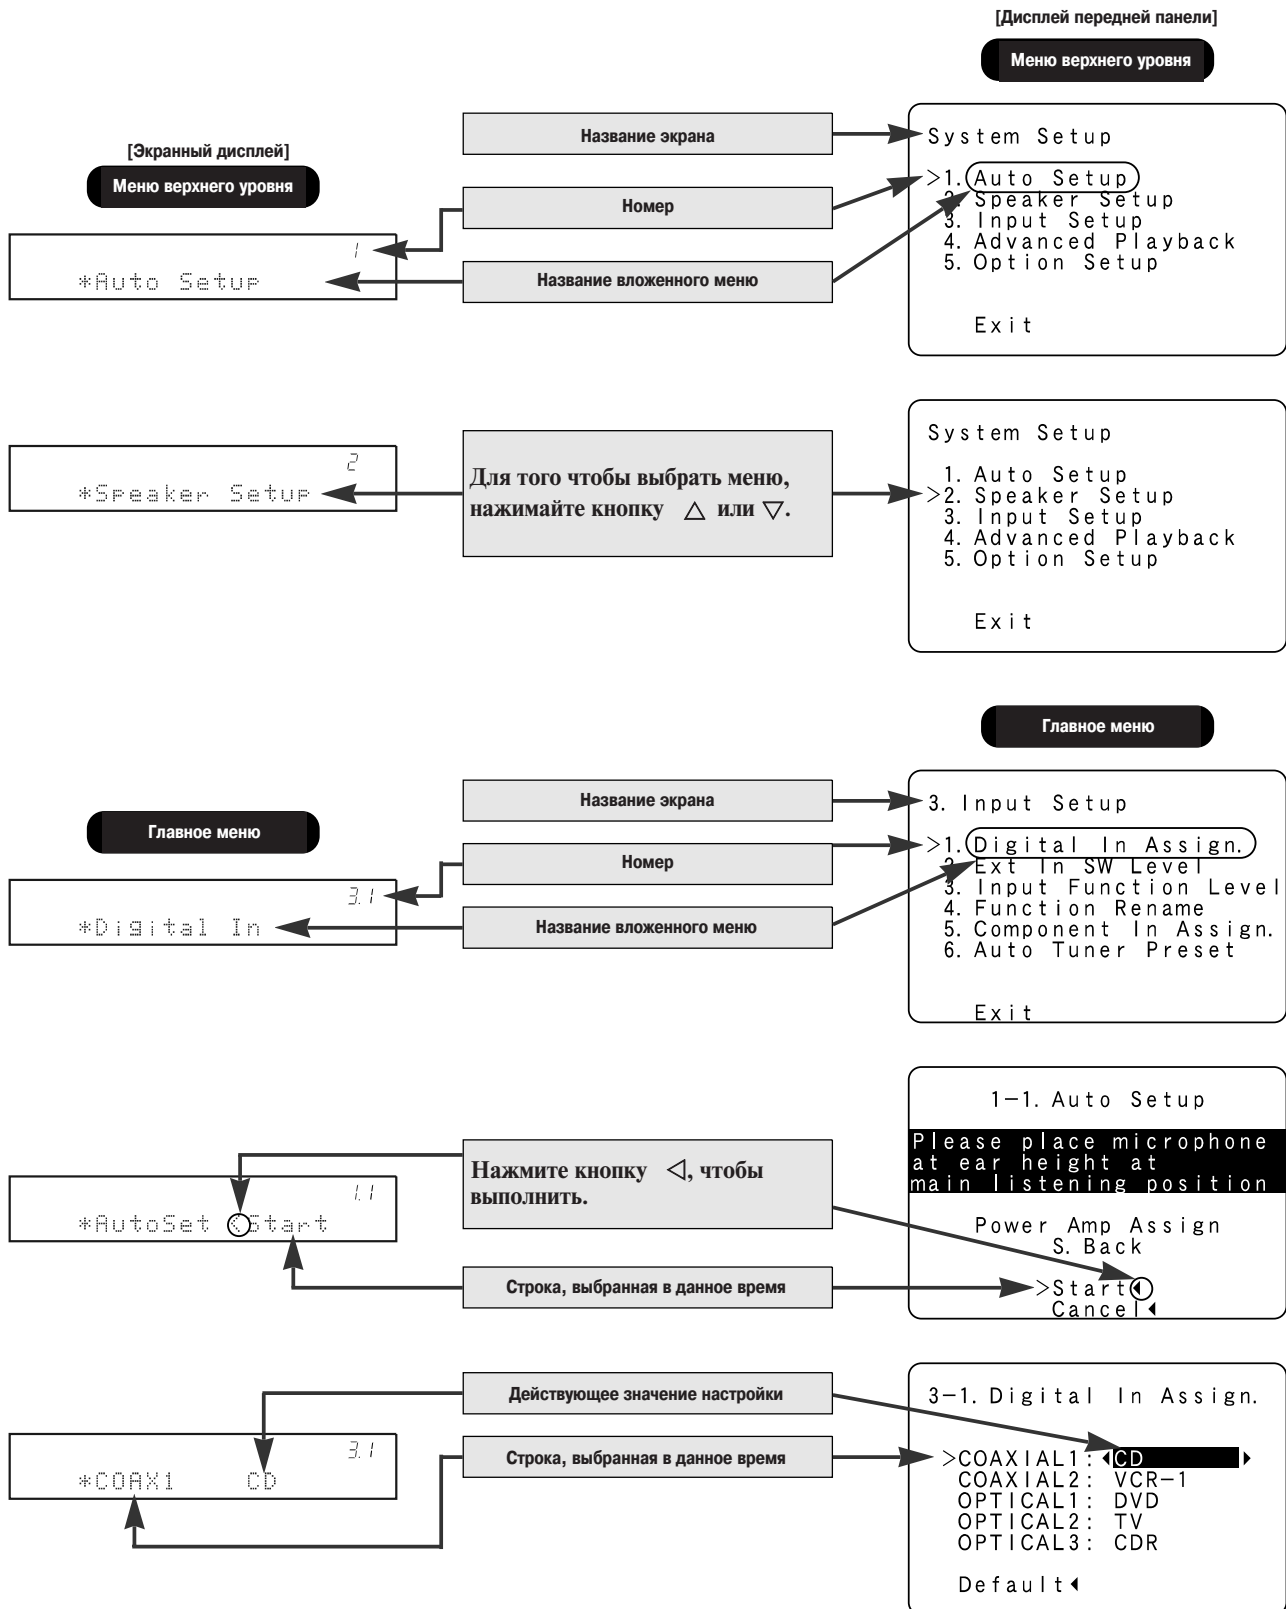 [Дисплей передней панели]
Меню верхнего уровня
[Экранный дисплей]
Меню верхнего уровня
1
*Auto Setup
Название экрана
Номер
Название вложенного меню
System Setup
>1. Auto Setup
2. Speaker Setup
3. Input Setup
4. Advanced Playback
5. Option Setup
Exit
2
*Speaker Setup
Для того чтобы выбрать меню,
нажимайте кнопку △ или ▽.
System Setup
1. Auto Setup
>2. Speaker Setup
3. Input Setup
4. Advanced Playback
5. Option Setup
Exit
Главное меню
Главное меню
3.1
*Digital In
Название экрана
Номер
Название вложенного меню
3. Input Setup
>1. Digital In Assign.
2. Ext In SW Level
3. Input Function Level
4. Function Rename
5. Component In Assign.
6. Auto Tuner Preset
Exit
1.1
*AutoSet <Start
Нажмите кнопку ◁, чтобы
выполнить.
Строка, выбранная в данное время
1-1. Auto Setup
Please place microphone
at ear height at
main listening position
Power Amp Assign
S. Back
>Start◀
Cancel◀
3.1
*COAX1 CD
Действующее значение настройки
Строка, выбранная в данное время
3-1. Digital In Assign.
>COAXIAL1: ◀CD ▶
COAXIAL2: VCR-1
OPTICAL1: DVD
OPTICAL2: TV
OPTICAL3: CDR
Default◀